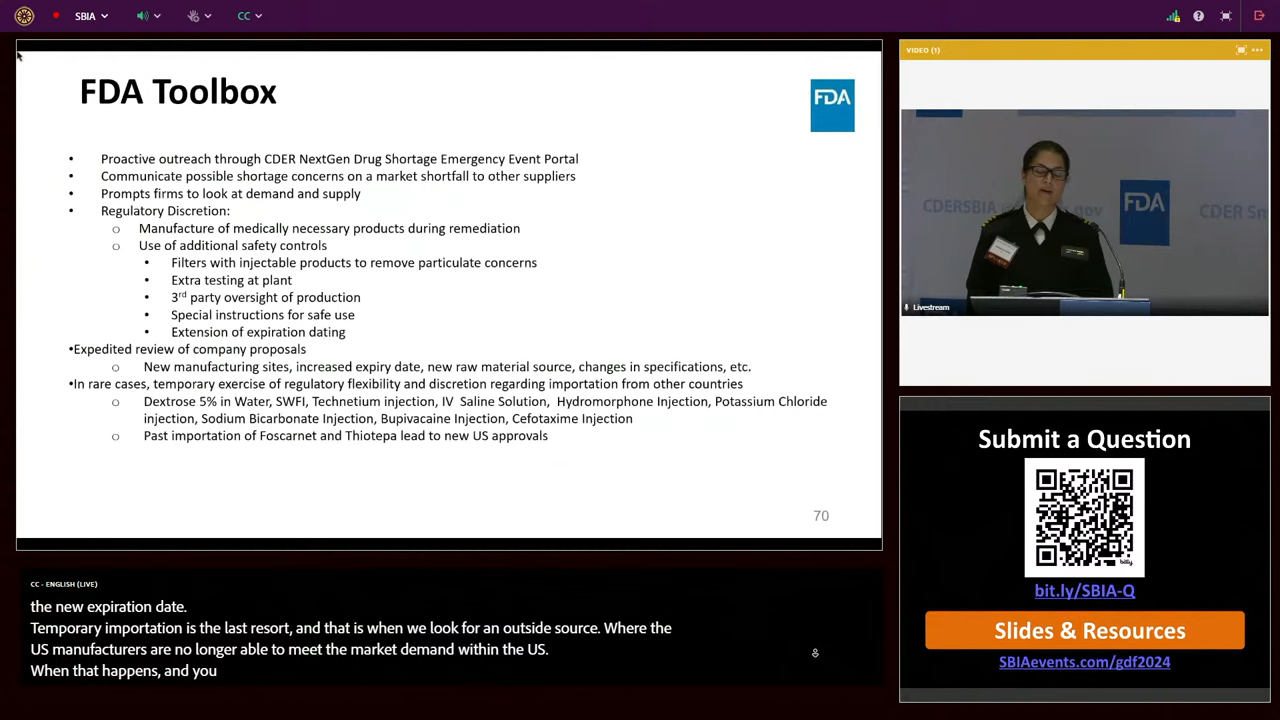 SBIA
CC
FDA Toolbox
FDA
• Proactive outreach through CDER NextGen Drug Shortage Emergency Event Portal
• Communicate possible shortage concerns on a market shortfall to other suppliers
• Prompts firms to look at demand and supply
• Regulatory Discretion:
o Manufacture of medically necessary products during remediation
o Use of additional safety controls
• Filters with injectable products to remove particulate concerns
• Extra testing at plant
• 3rd party oversight of production
• Special instructions for safe use
• Extension of expiration dating
•Expedited review of company proposals
o New manufacturing sites, increased expiry date, new raw material source, changes in specifications, etc.
•In rare cases, temporary exercise of regulatory flexibility and discretion regarding importation from other countries
o Dextrose 5% in Water, SWFI, Technetium injection, IV Saline Solution, Hydromorphone Injection, Potassium Chloride
injection, Sodium Bicarbonate Injection, Bupivacaine Injection, Cefotaxime Injection
o Past importation of Foscarnet and Thiotepa lead to new US approvals
70
CC - ENGLISH (LIVE)
the new expiration date.
Temporary importation is the last resort, and that is when we look for an outside source. Where the
US manufacturers are no longer able to meet the market demand within the US.
When that happens, and you
VIDEO (1)
CDERSBIA
gov
FDA
CDER Sm
Livestream
Submit a Question
bitly
bit.ly/SBIA-Q
Slides & Resources
SBIAevents.com/gdf2024